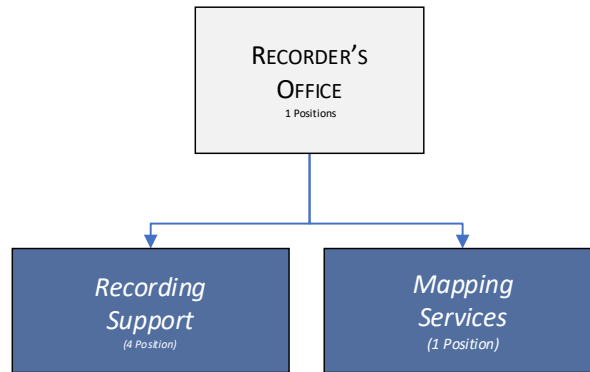 RECORDER'S
OFFICE
1 Positions
Recording
Support
(4 Position)
Mapping
Services
(1 Position)